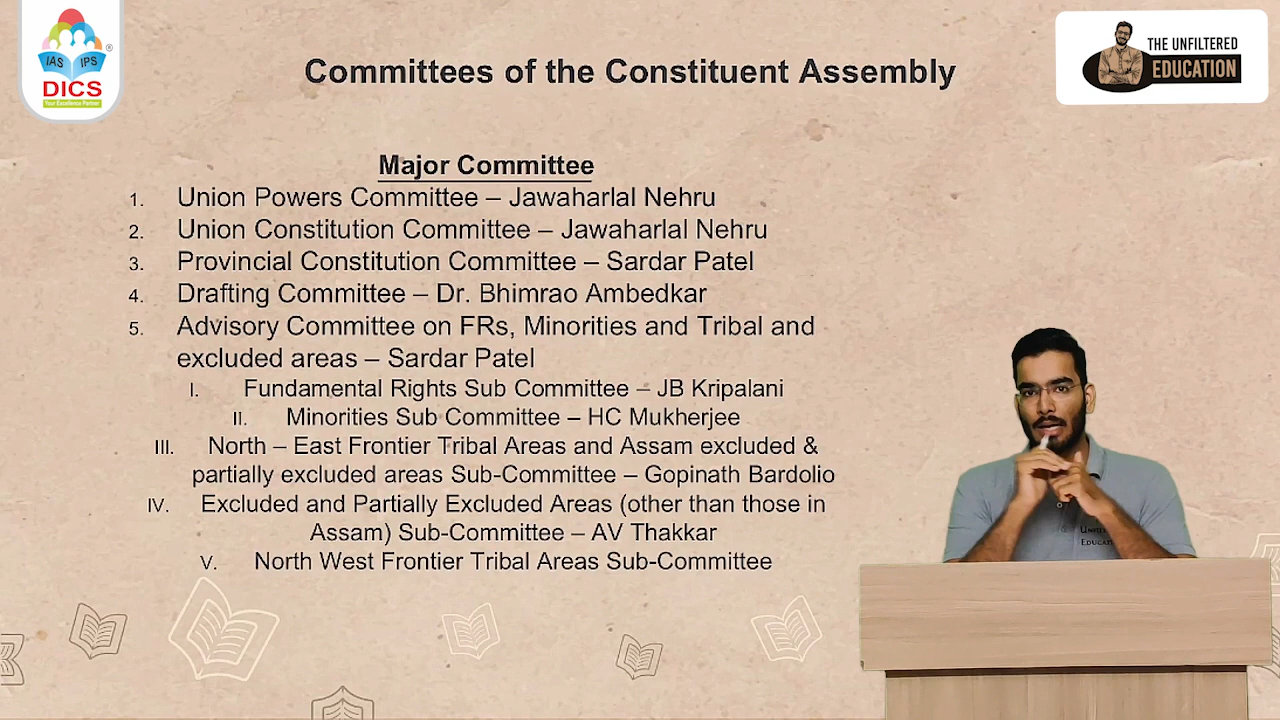 IAS IPS
DICS
Your Excellence Partner
®
THE UNFILTERED
EDUCATION
Committees of the Constituent Assembly
Major Committee
1. Union Powers Committee – Jawaharlal Nehru
2. Union Constitution Committee – Jawaharlal Nehru
3. Provincial Constitution Committee – Sardar Patel
4. Drafting Committee – Dr. Bhimrao Ambedkar
5. Advisory Committee on FRs, Minorities and Tribal and
excluded areas – Sardar Patel
I. Fundamental Rights Sub Committee – JB Kripalani
II. Minorities Sub Committee – HC Mukherjee
III. North – East Frontier Tribal Areas and Assam excluded &
partially excluded areas Sub-Committee – Gopinath Bardolio
IV. Excluded and Partially Excluded Areas (other than those in
Assam) Sub-Committee – AV Thakkar
V. North West Frontier Tribal Areas Sub-Committee